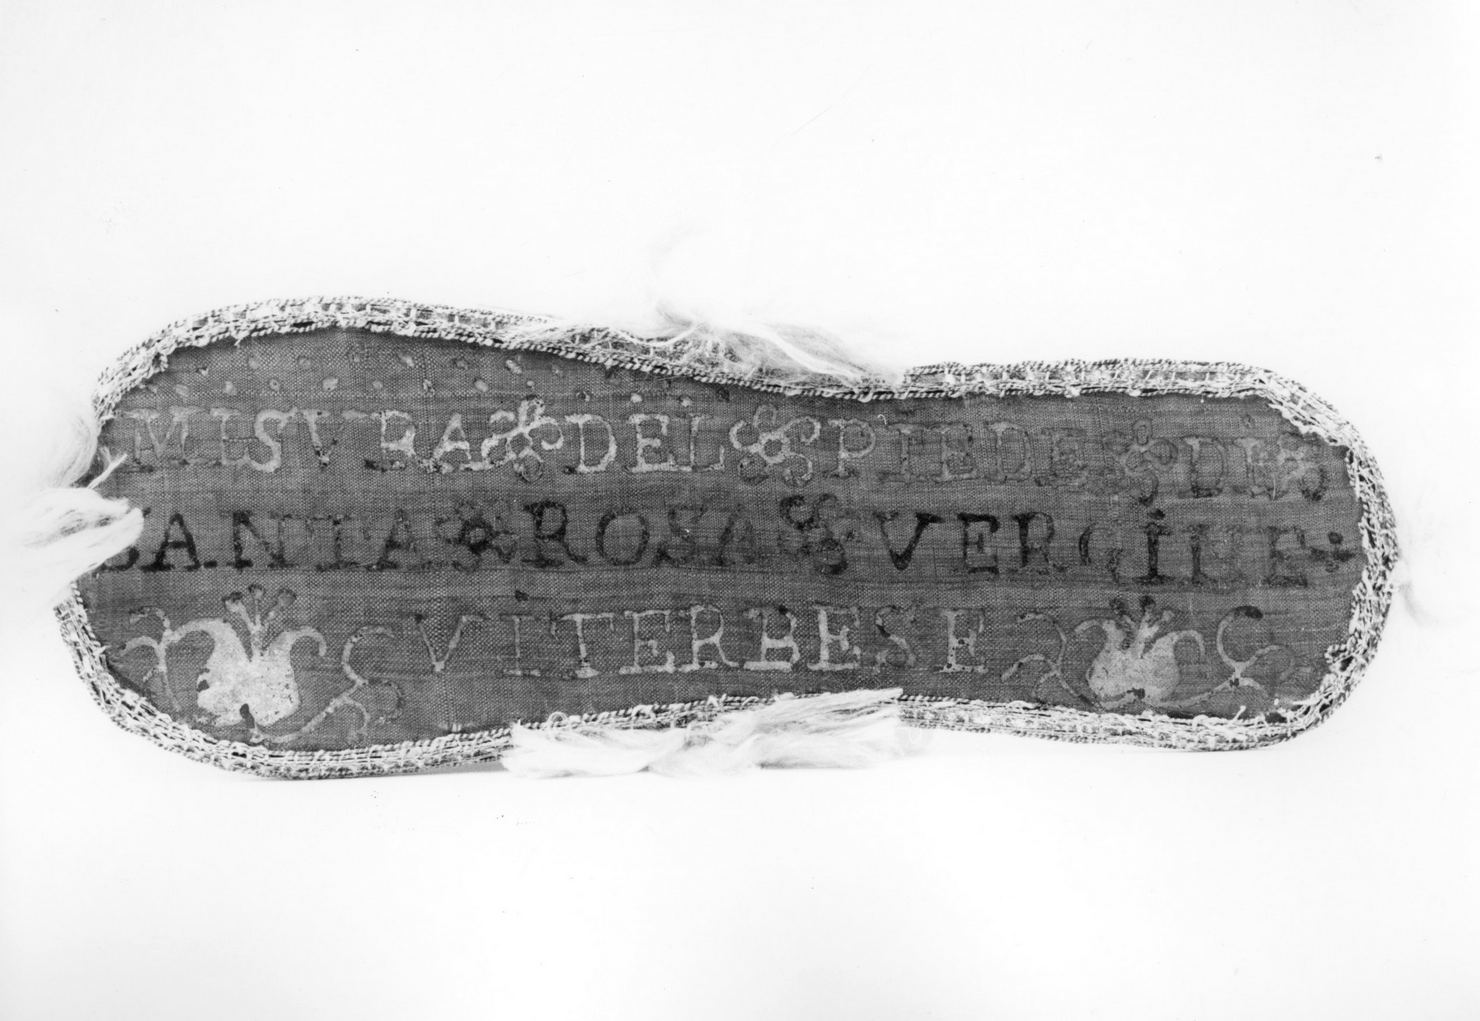 MISVRA DEL PIEDE DI
SANTA ROSA VERGINE
VITERBESE